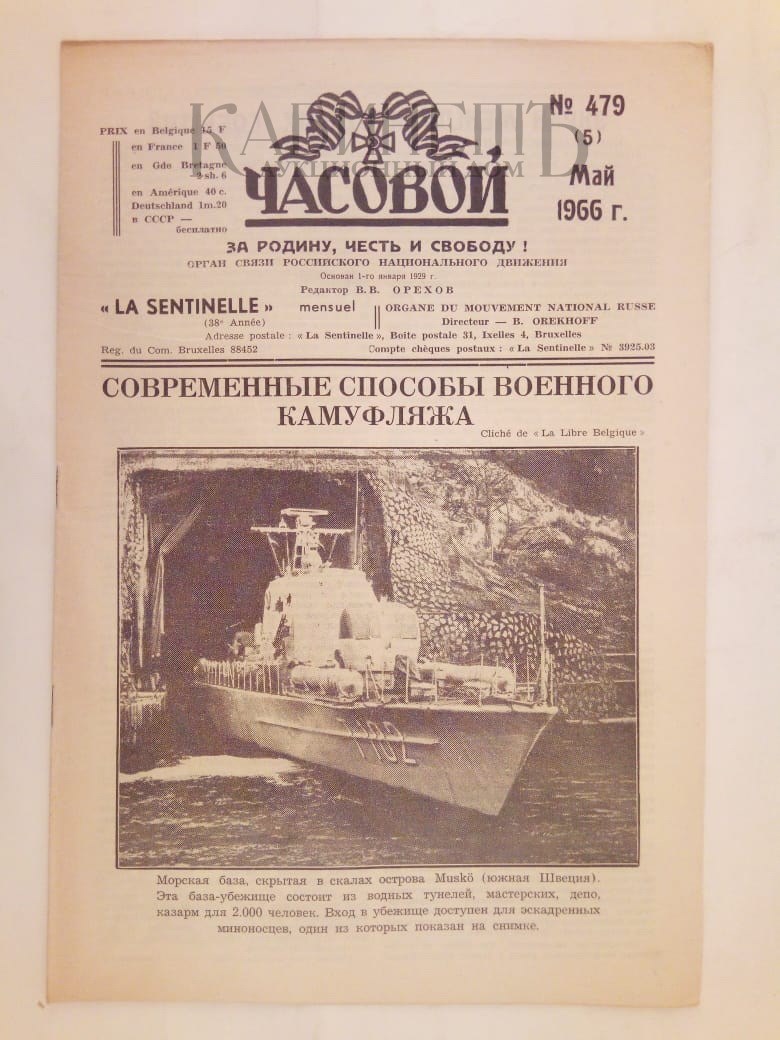 КАБИНЕТЪ
АУКЦИОННЫЙ ДОМ
PRIX en Belgique 15 F
en France 1 F 50
en Gde Bretagne
2 sh. 6
en Amérique 40 c.
Deutschland 1m.20
в СССР —
бесплатно
ЧАСОВОЙ
№ 479
(5)
Май
1966 г.
ЗА РОДИНУ, ЧЕСТЬ И СВОБОДУ !
ОРГАН СВЯЗИ РОССИЙСКОГО НАЦИОНАЛЬНОГО ДВИЖЕНИЯ
Основан 1-го января 1929 г.
Редактор В.В. ОРЕХОВ
« LA SENTINELLE » mensuel
(38e Année)
ORGANE DU MOUVEMENT NATIONAL RUSSE
Directeur — B. OREKHOFF
Adresse postale : « La Sentinelle », Boîte postale 31, Ixelles 4, Bruxelles
Reg. du Com. Bruxelles 88452 Compte chèques postaux : « La Sentinelle » № 3925.03
СОВРЕМЕННЫЕ СПОСОБЫ ВОЕННОГО
КАМУФЛЯЖА
Cliché de « La Libre Belgique »
T102
Морская база, скрытая в скалах острова Muskö (южная Швеция).
Эта база-убежище состоит из водных тунелей, мастерских, депо,
казарм для 2.000 человек. Вход в убежище доступен для эскадренных
миноносцев, один из которых показан на снимке.